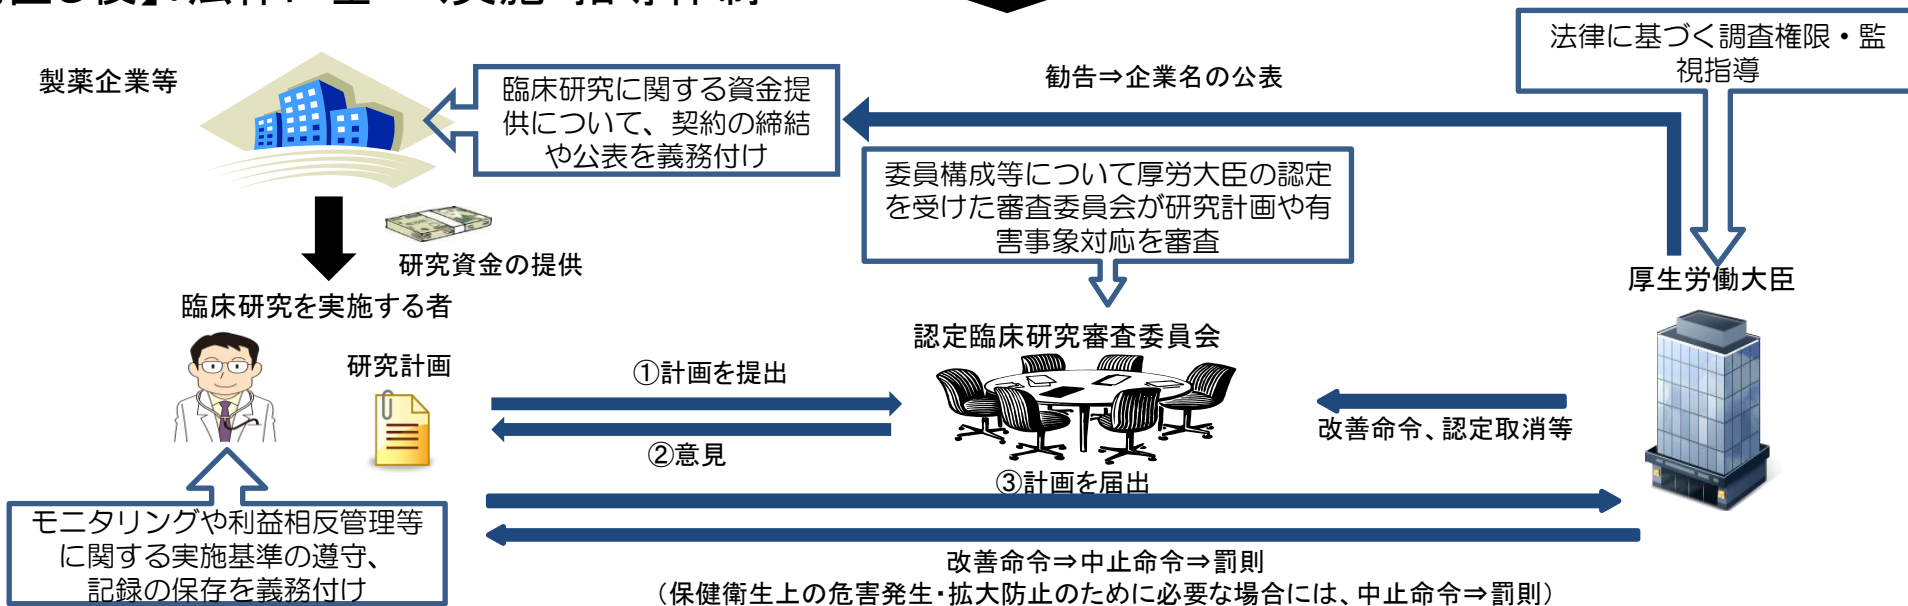 製薬企業等
臨床研究に関する資金提
供について、契約の締結
や公表を義務付け
勧告⇒企業名の公表
法律に基づく調査権限・監
視指導
委員構成等について厚労大臣の認定
を受けた審査委員会が研究計画や有
害事象対応を審査
研究資金の提供
厚生労働大臣
臨床研究を実施する者
研究計画
①計画を提出
②意見
認定臨床研究審査委員会
改善命令、認定取消等
③計画を届出
モニタリングや利益相反管理等
に関する実施基準の遵守、
記録の保存を義務付け
改善命令⇒中止命令⇒罰則
（保健衛生上の危害発生・拡大防止のために必要な場合には、中止命令⇒罰則）